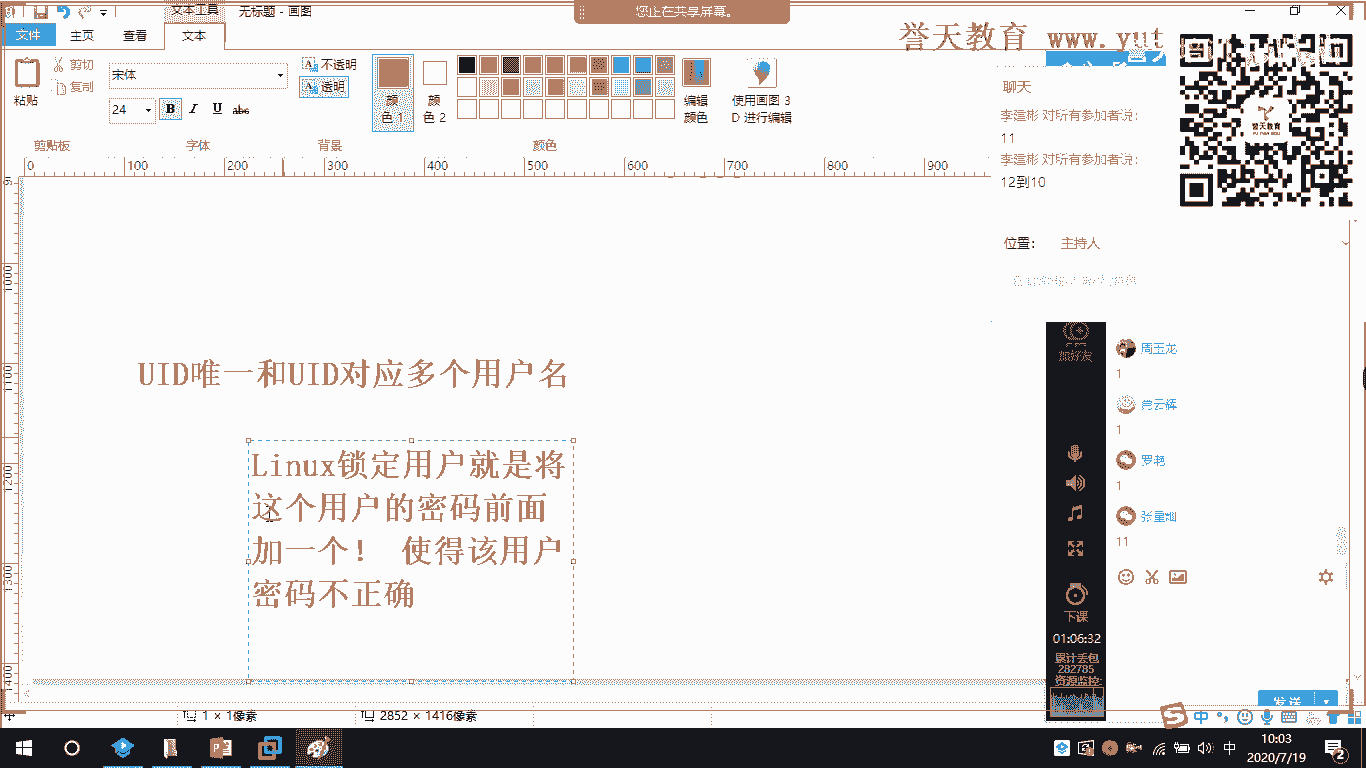 文本工具
无标题 - 画图
您正在共享屏幕。
文件
主页
查看
文本
誉天教育 www.yut
粘贴
剪切
复制
宋体
24
B I U abc
不透明
透明
颜色 1
颜色 2
编辑颜色
使用画图 3D 进行编辑
剪贴板
字体
背景
颜色
0 100 200 300 400 500 600 700 800 900
1000
1100
1200
1300
1400
聊天
李建彬 对所有参加者说:
11
李建彬 对所有参加者说:
12到10
誉天教育
位置:
主持人
UID唯一和UID对应多个用户名
Linux锁定用户就是将
这个用户的密码前面
加一个! 使得该用户
密码不正确
周玉龙
1
1
罗艳
1
11
下课
01:06:32
累计丢包
282785
资源监控:
发送
1 × 1像素
2852 × 1416像素
中
中
10:03
2020/7/19
2